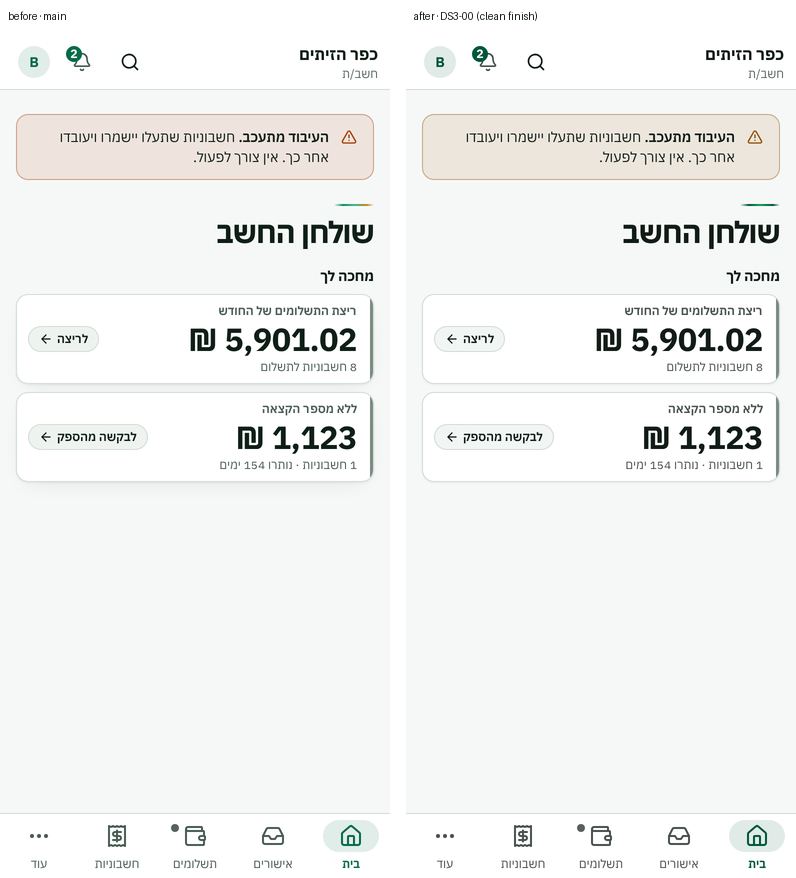 before · main
כפר הזיתים
חשב/ת
2
B
העיבוד מתעכב. חשבוניות שתעלו יישמרו ויעובדו
אחר כך. אין צורך לפעול.
שולחן החשב
מחכה לך
ריצת התשלומים של החודש
5,901.02 ₪
8 חשבוניות לתשלום
לריצה ←
ללא מספר הקצאה
1,123 ₪
1 חשבוניות · נותרו 154 ימים
לבקשה מהספק ←
בית
אישורים
תשלומים
חשבוניות
עוד
after · DS3-00 (clean finish)
כפר הזיתים
חשב/ת
2
B
העיבוד מתעכב. חשבוניות שתעלו יישמרו ויעובדו
אחר כך. אין צורך לפעול.
שולחן החשב
מחכה לך
ריצת התשלומים של החודש
5,901.02 ₪
8 חשבוניות לתשלום
לריצה ←
ללא מספר הקצאה
1,123 ₪
1 חשבוניות · נותרו 154 ימים
לבקשה מהספק ←
בית
אישורים
תשלומים
חשבוניות
עוד